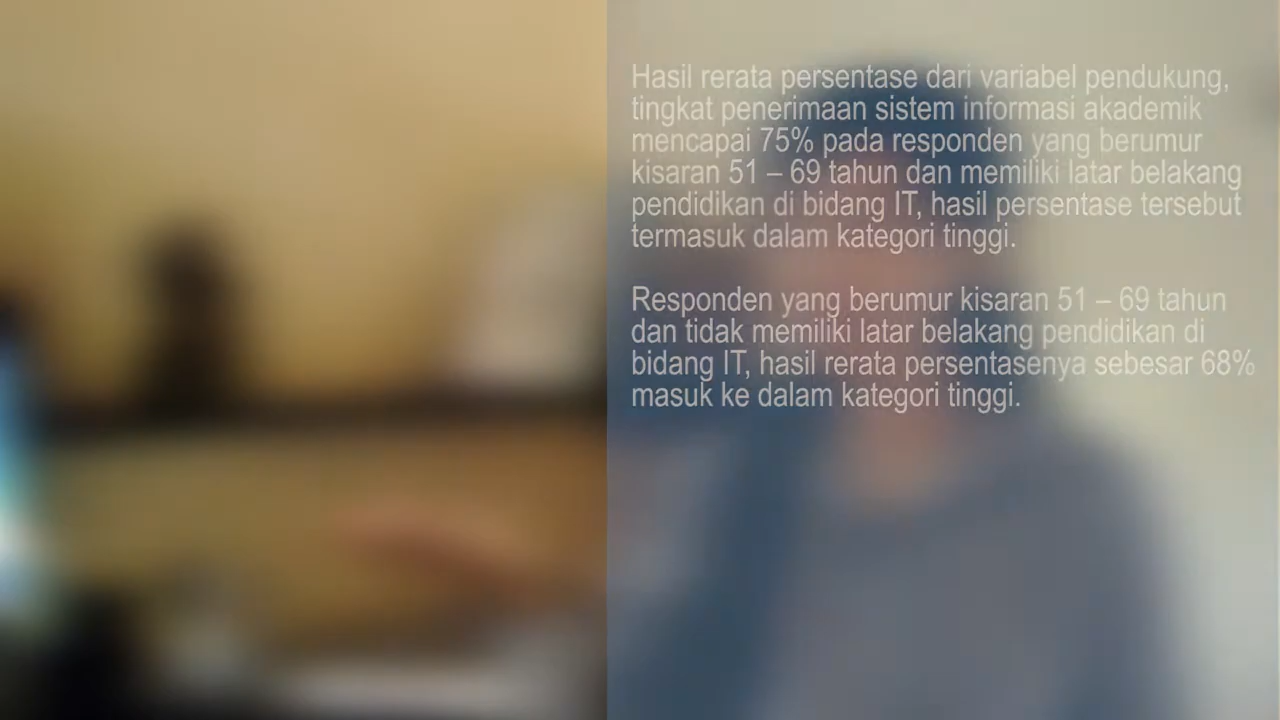 Hasil rerata persentase dari variabel pendukung,
tingkat penerimaan sistem informasi akademik
mencapai 75% pada responden yang berumur
kisaran 51 – 69 tahun dan memiliki latar belakang
pendidikan di bidang IT, hasil persentase tersebut
termasuk dalam kategori tinggi.
Responden yang berumur kisaran 51 – 69 tahun
dan tidak memiliki latar belakang pendidikan di
bidang IT, hasil rerata persentasenya sebesar 68%
masuk ke dalam kategori tinggi.